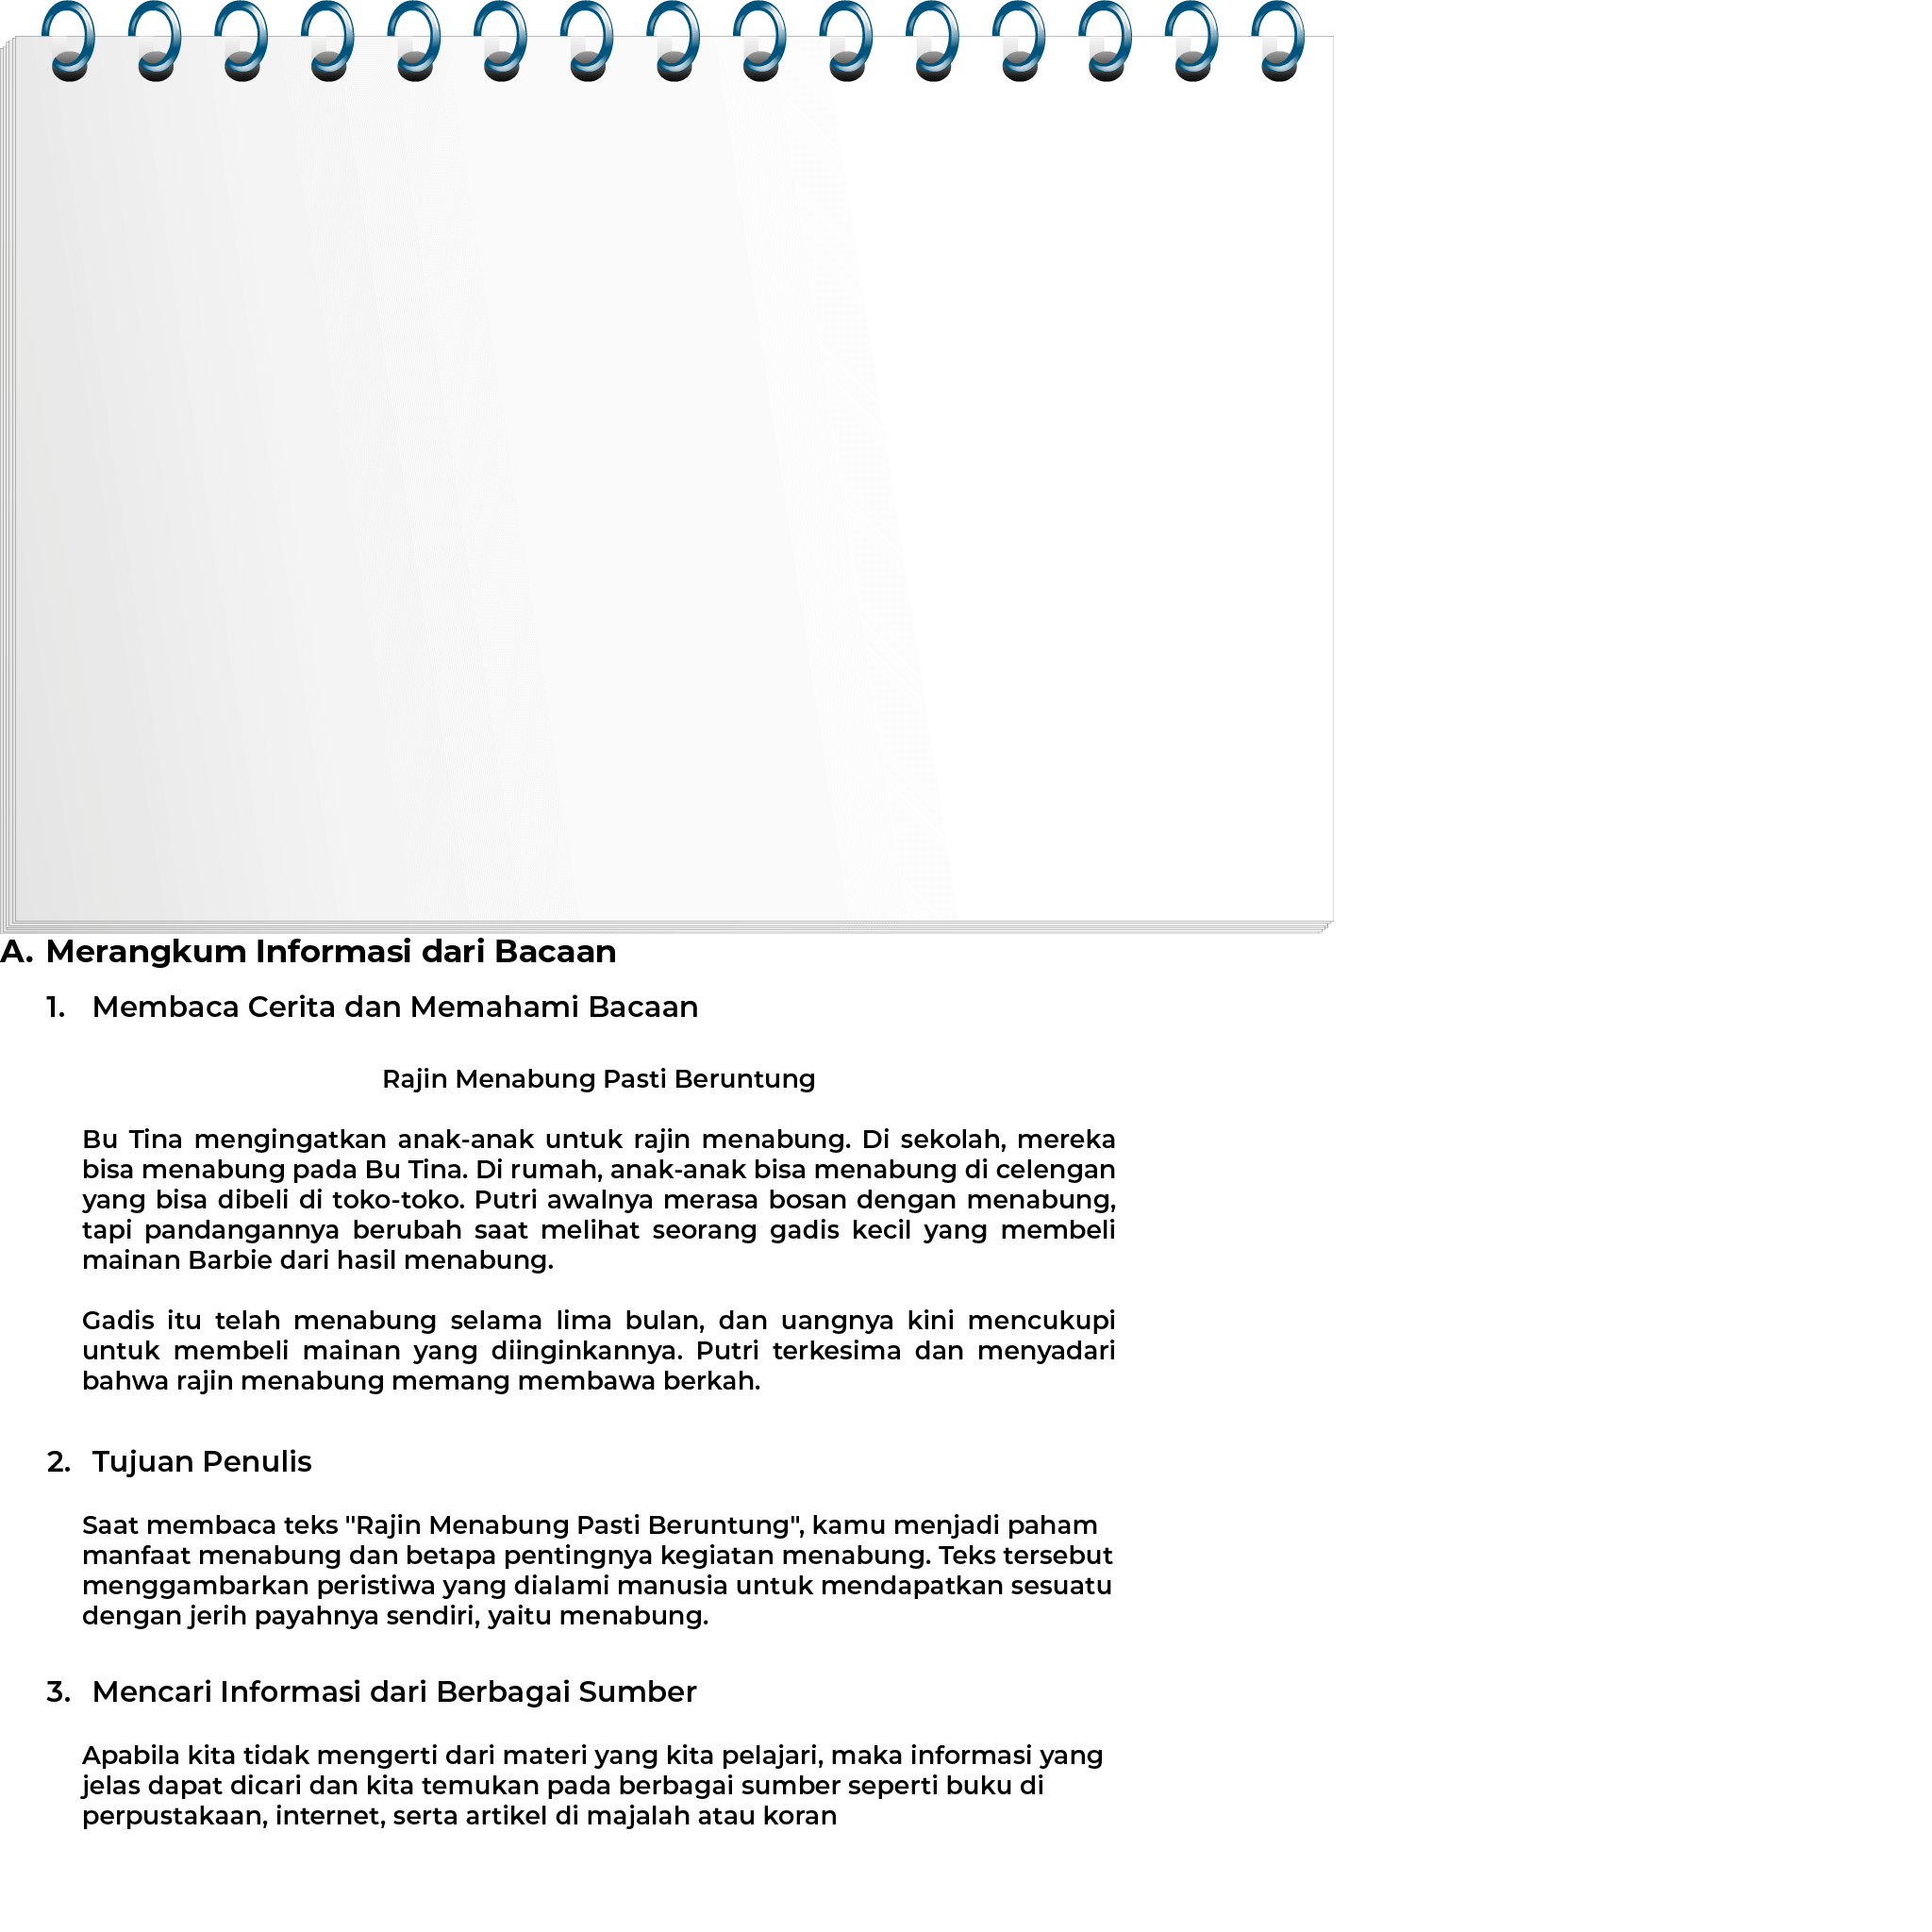 A. Merangkum Informasi dari Bacaan
1. Membaca Cerita dan Memahami Bacaan
Rajin Menabung Pasti Beruntung
Bu Tina mengingatkan anak-anak untuk rajin menabung. Di sekolah, mereka
bisa menabung pada Bu Tina. Di rumah, anak-anak bisa menabung di celengan
yang bisa dibeli di toko-toko. Putri awalnya merasa bosan dengan menabung,
tapi pandangannya berubah saat melihat seorang gadis kecil yang membeli
mainan Barbie dari hasil menabung.
Gadis itu telah menabung selama lima bulan, dan uangnya kini mencukupi
untuk membeli mainan yang diinginkannya. Putri terkesima dan menyadari
bahwa rajin menabung memang membawa berkah.
2. Tujuan Penulis
Saat membaca teks "Rajin Menabung Pasti Beruntung", kamu menjadi paham
manfaat menabung dan betapa pentingnya kegiatan menabung. Teks tersebut
menggambarkan peristiwa yang dialami manusia untuk mendapatkan sesuatu
dengan jerih payahnya sendiri, yaitu menabung.
3. Mencari Informasi dari Berbagai Sumber
Apabila kita tidak mengerti dari materi yang kita pelajari, maka informasi yang
jelas dapat dicari dan kita temukan pada berbagai sumber seperti buku di
perpustakaan, internet, serta artikel di majalah atau koran